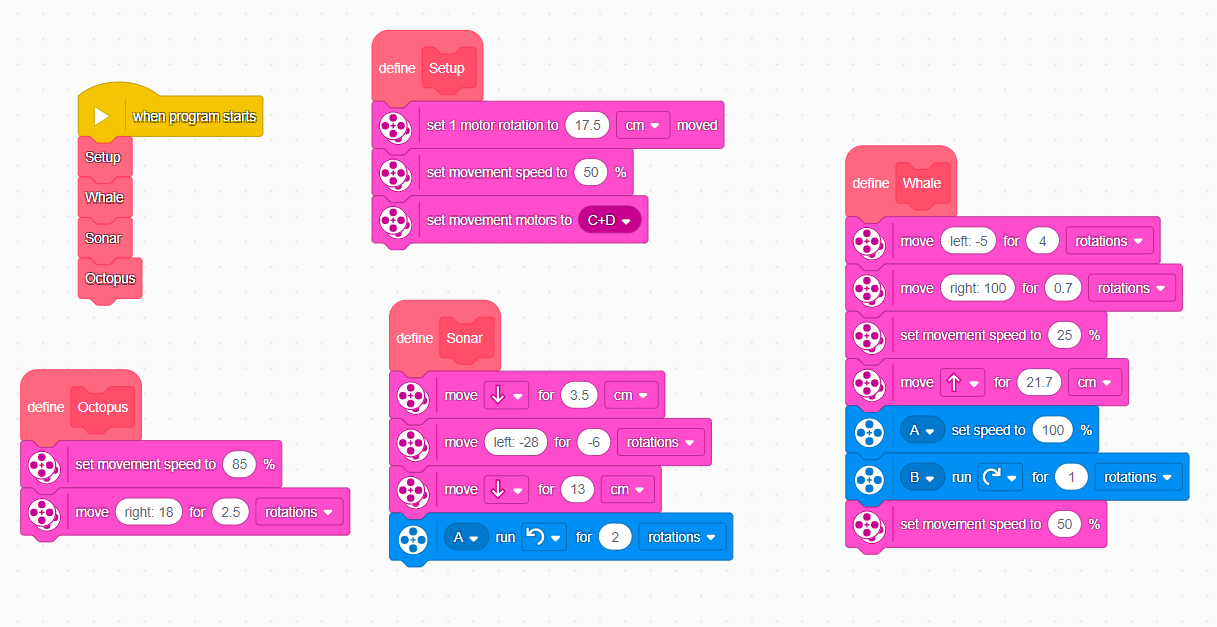 when program starts
Setup
Whale
Sonar
Octopus
define Setup
set 1 motor rotation to 17.5 cm moved
set movement speed to 50 %
set movement motors to C+D
define Whale
move left: -5 for 4 rotations
move right: 100 for 0.7 rotations
set movement speed to 25 %
move for 21.7 cm
A set speed to 100 %
B run for 1 rotations
set movement speed to 50 %
define Sonar
move for 3.5 cm
move left: -28 for -6 rotations
move for 13 cm
A run for 2 rotations
define Octopus
set movement speed to 85 %
move right: 18 for 2.5 rotations